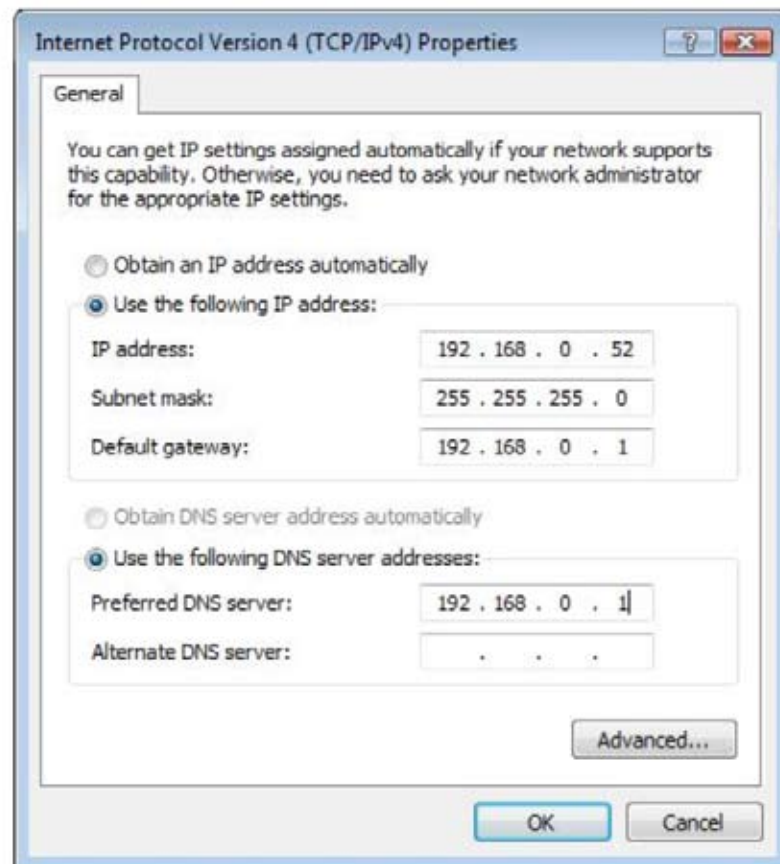 Internet Protocol Version 4 (TCP/IPv4) Properties
General
You can get IP settings assigned automatically if your network supports
this capability. Otherwise, you need to ask your network administrator
for the appropriate IP settings.
Obtain an IP address automatically
Use the following IP address:
IP address: 192 . 168 . 0 . 52
Subnet mask: 255 . 255 . 255 . 0
Default gateway: 192 . 168 . 0 . 1
Obtain DNS server address automatically
Use the following DNS server addresses:
Preferred DNS server: 192 . 168 . 0 . 1
Alternate DNS server: . . .
Advanced...
OK Cancel